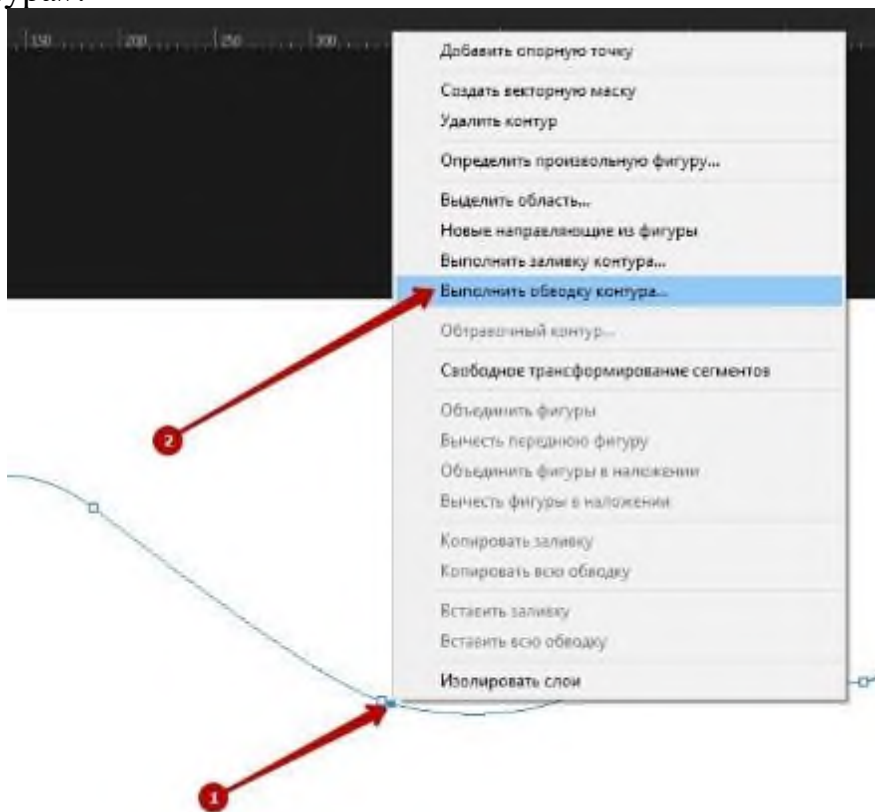 150 200 250 300
Добавить опорную точку
Создать векторную маску
Удалить контур
Определить произвольную фигуру...
Выделить область...
Новые направляющие из фигуры
Выполнить заливку контура...
Выполнить обводку контура...
Обтравочный контур...
Свободное трансформирование сегментов
Объединить фигуры
Вычесть переднюю фигуру
Объединить фигуры в наложении
Вычесть фигуры в наложении
Копировать заливку
Копировать всю обводку
Вставить заливку
Вставить всю обводку
Изолировать слои
2
1